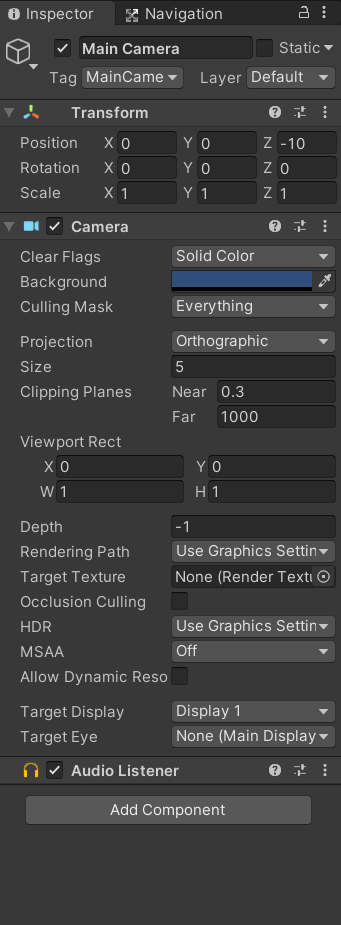 Inspector Navigation
Main Camera Static
Tag MainCame Layer Default
Transform
Position X 0 Y 0 Z -10
Rotation X 0 Y 0 Z 0
Scale X 1 Y 1 Z 1
Camera
Clear Flags Solid Color
Background
Culling Mask Everything
Projection Orthographic
Size 5
Clipping Planes Near 0.3
Far 1000
Viewport Rect
X 0 Y 0
W 1 H 1
Depth -1
Rendering Path Use Graphics Settin
Target Texture None (Render Textu
Occlusion Culling
HDR Use Graphics Settin
MSAA Off
Allow Dynamic Reso
Target Display Display 1
Target Eye None (Main Display
Audio Listener
Add Component